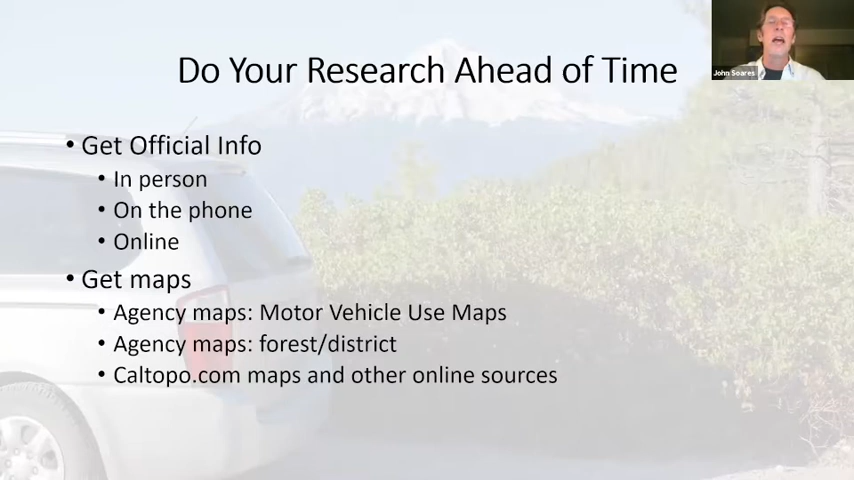 Do Your Research Ahead of Time
John Soares
• Get Official Info
• In person
• On the phone
• Online
• Get maps
• Agency maps: Motor Vehicle Use Maps
• Agency maps: forest/district
• Caltopo.com maps and other online sources